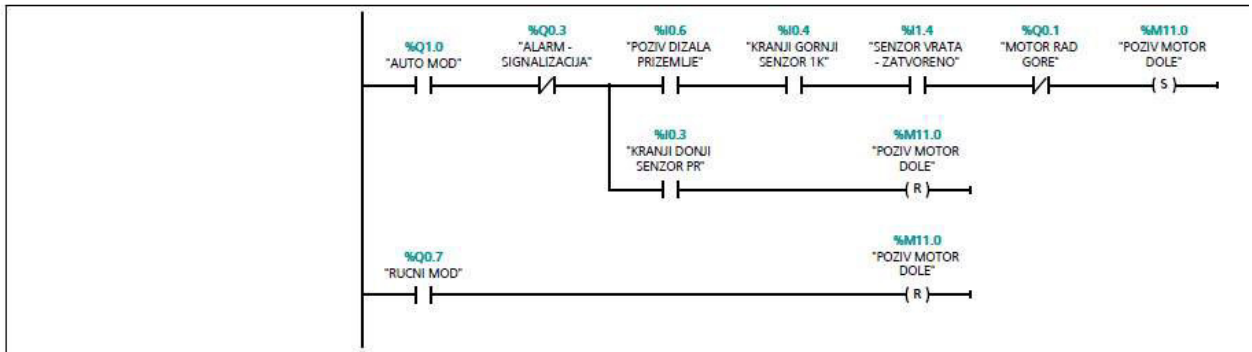 %Q1.0
"AUTO MOD"
%Q0.3
"ALARM -
SIGNALIZACIJA"
%I0.6
"POZIV DIZALA
PRIZEMLJE"
%I0.4
"KRANJI GORNJI
SENZOR 1K"
%I1.4
"SENZOR VRATA
- ZATVORENO"
%Q0.1
"MOTOR RAD
GORE"
%M11.0
"POZIV MOTOR
DOLE"
S
%I0.3
"KRANJI DONJI
SENZOR PR"
%M11.0
"POZIV MOTOR
DOLE"
R
%Q0.7
"RUCNI MOD"
%M11.0
"POZIV MOTOR
DOLE"
R